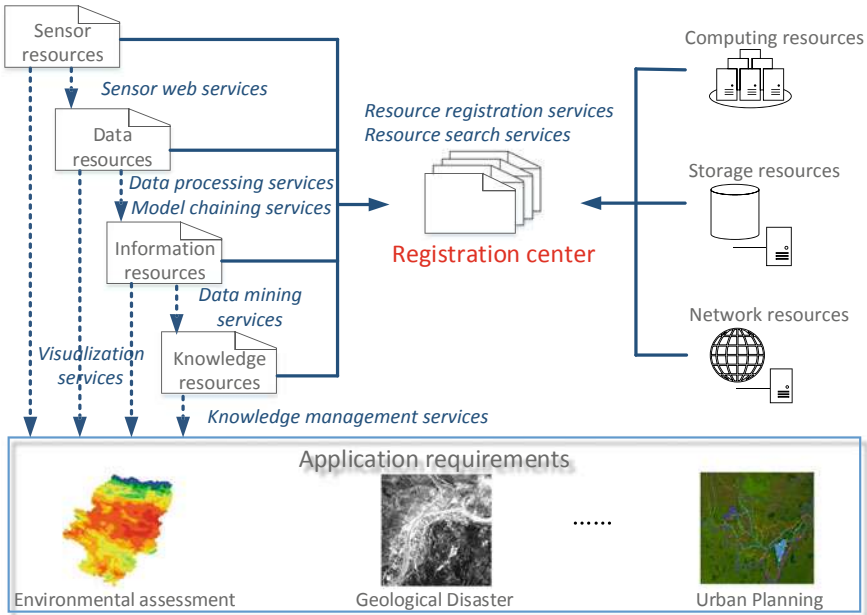 Sensor
resources
Computing resources
Sensor web services
Resource registration services
Resource search services
Data
resources
Storage resources
Data processing services
Model chaining services
Information
resources
Registration center
Data mining
services
Network resources
Visualization
services
Knowledge
resources
Knowledge management services
Application requirements
......
Environmental assessment
Geological Disaster
Urban Planning